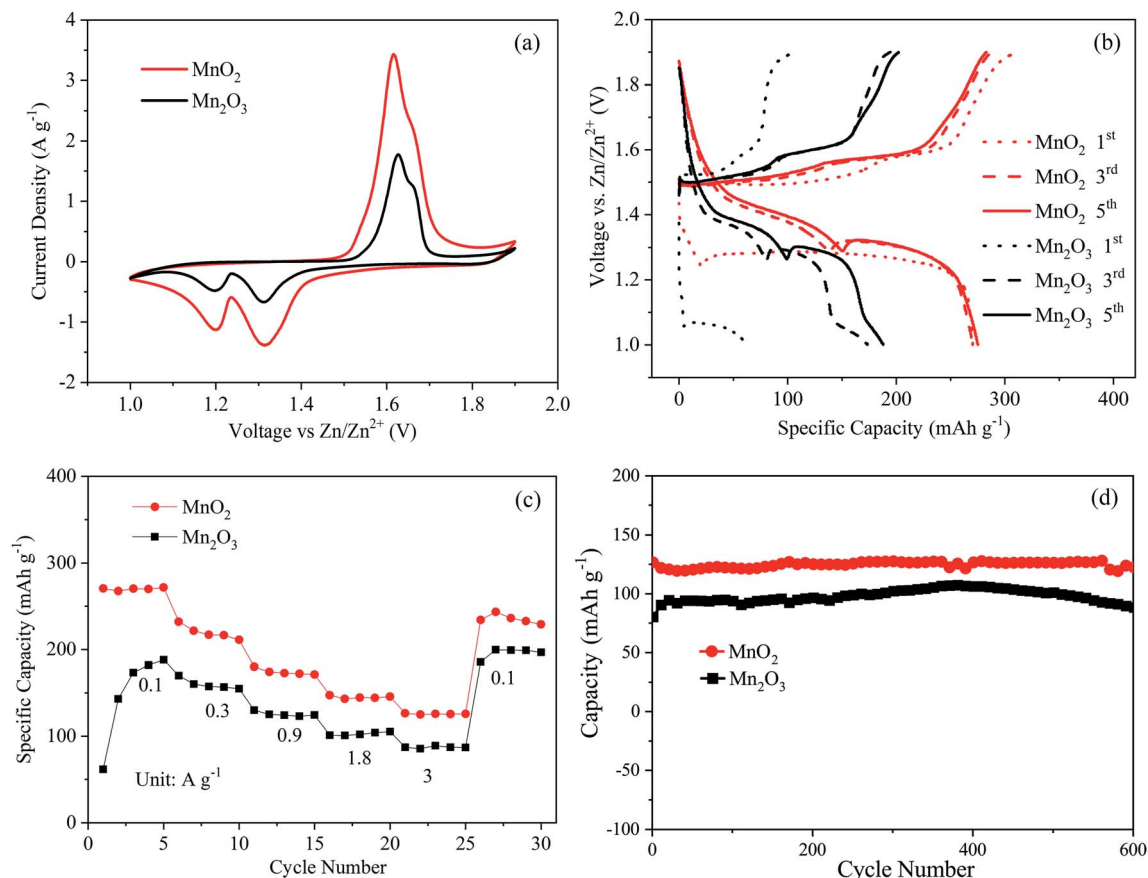 (a)
MnO2
Mn2O3
Current Density (A g-1)
4
3
2
1
0
-1
-2
1.0 1.2 1.4 1.6 1.8 2.0
Voltage vs Zn/Zn2+ (V)
(b)
Voltage vs. Zn/Zn2+ (V)
2.0
1.8
1.6
1.4
1.2
1.0
MnO2 1st
MnO2 3rd
MnO2 5th
Mn2O3 1st
Mn2O3 3rd
Mn2O3 5th
0 100 200 300 400
Specific Capacity (mAh g-1)
(c)
MnO2
Mn2O3
Specific Capacity (mAh g-1)
400
300
200
100
0
0.1
0.3
0.9
1.8
3
0.1
Unit: A g-1
0 5 10 15 20 25 30
Cycle Number
(d)
Capacity (mAh g-1)
200
150
100
50
0
-50
-100
MnO2
Mn2O3
0 200 400 600
Cycle Number